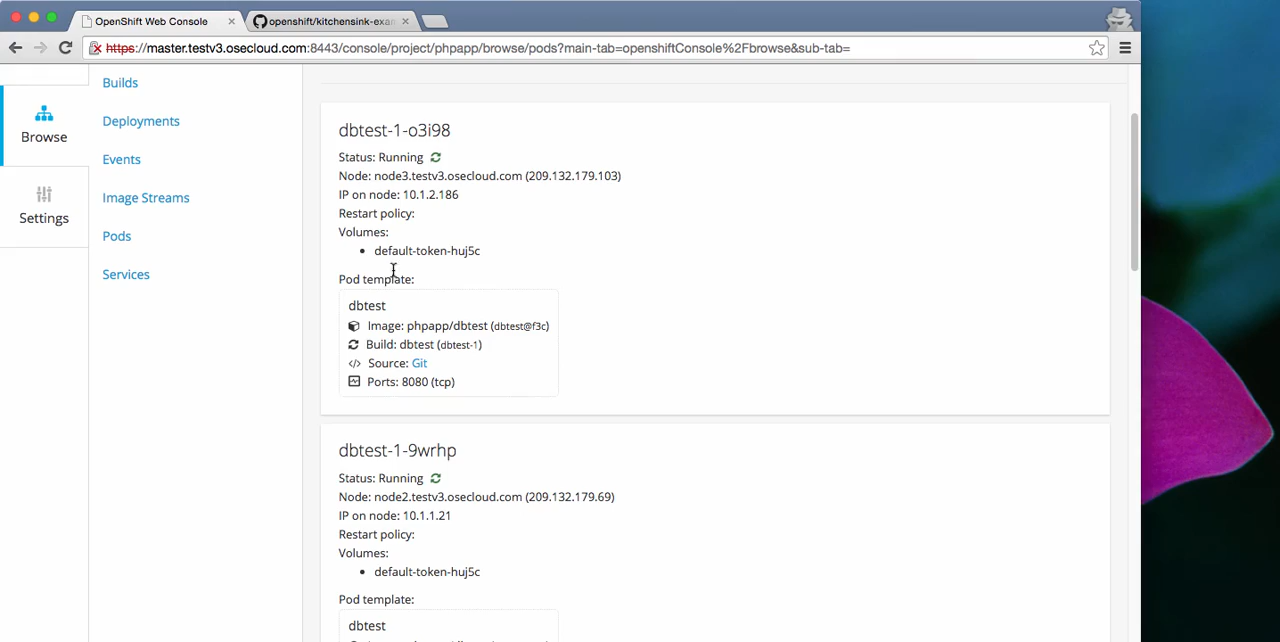 OpenShift Web Console
openshift/kitchensink-exa
https://master.testv3.osecloud.com:8443/console/project/phpapp/browse/pods?main-tab=openshiftConsole%2Fbrowse&sub-tab=
Browse
Settings
Builds
Deployments
Events
Image Streams
Pods
Services
dbtest-1-o3i98
Status: Running
Node: node3.testv3.osecloud.com (209.132.179.103)
IP on node: 10.1.2.186
Restart policy:
Volumes:
• default-token-huj5c
Pod template:
dbtest
Image: phpapp/dbtest (dbtest@f3c)
Build: dbtest (dbtest-1)
</> Source: Git
Ports: 8080 (tcp)
dbtest-1-9wrhp
Status: Running
Node: node2.testv3.osecloud.com (209.132.179.69)
IP on node: 10.1.1.21
Restart policy:
Volumes:
• default-token-huj5c
Pod template:
dbtest